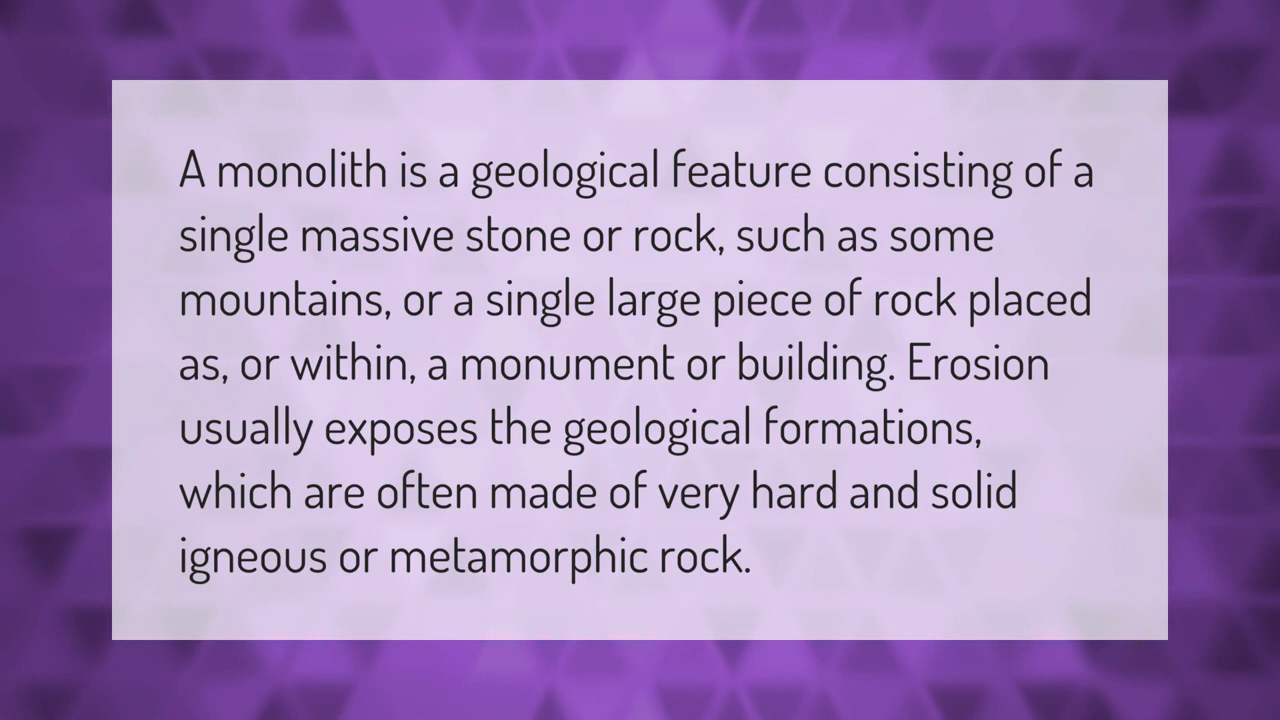 A monolith is a geological feature consisting of a
single massive stone or rock, such as some
mountains, or a single large piece of rock placed
as, or within, a monument or building. Erosion
usually exposes the geological formations,
which are often made of very hard and solid
igneous or metamorphic rock.